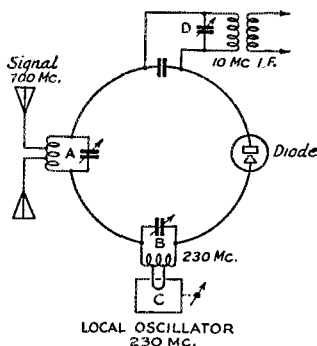 Signal
700 Mc.
D
10 MC I.F.
A
Diode
B
230 Mc.
C
LOCAL OSCILLATOR
230 Mc.